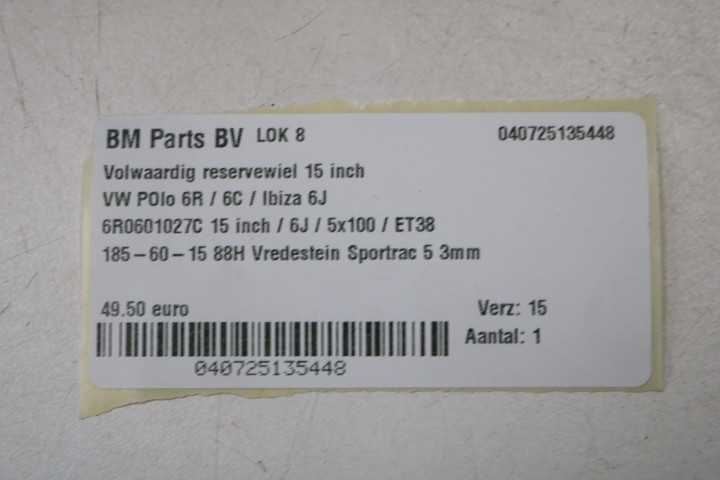 BM Parts BV LOK 8 040725135448
Volwaardig reservewiel 15 inch
VW POlo 6R / 6C / Ibiza 6J
6R0601027C 15 inch / 6J / 5x100 / ET38
185-60-15 88H Vredestein Sportrac 5 3mm
49.50 euro Verz: 15
Aantal: 1
040725135448